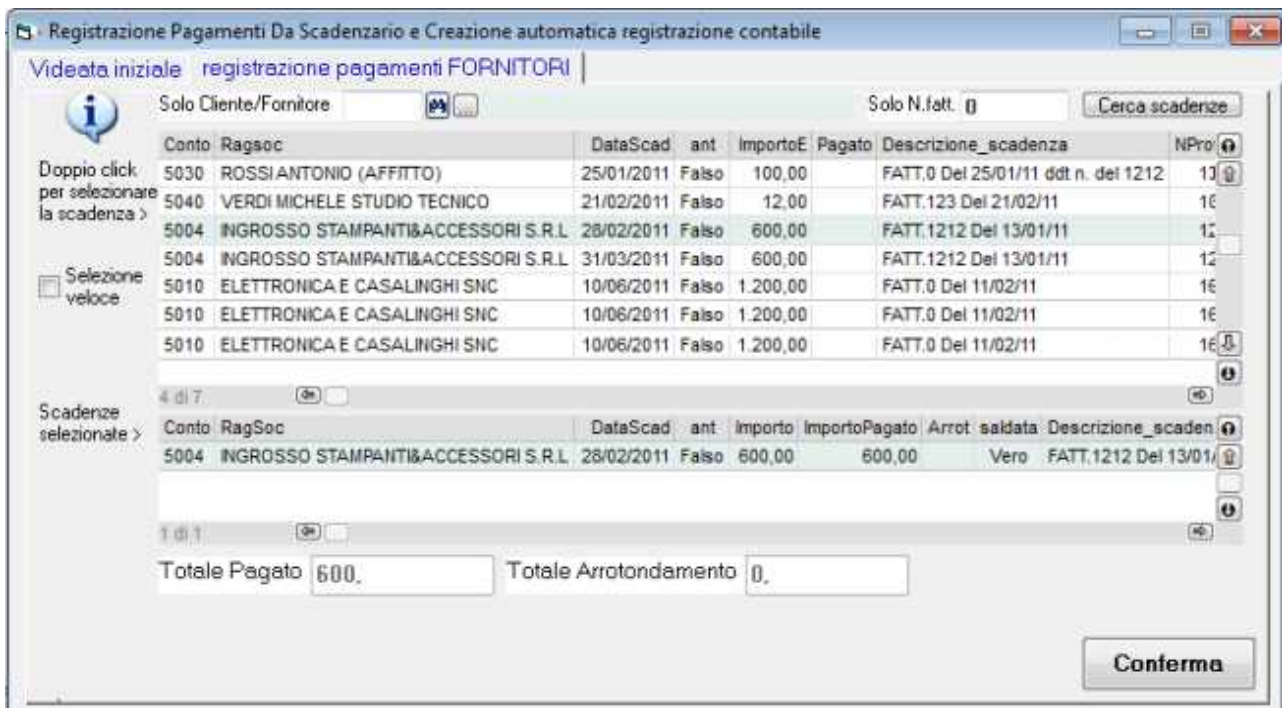 Registrazione Pagamenti Da Scadenzario e Creazione automatica registrazione contabile
Videata iniziale registrazione pagamenti FORNITORI
Solo Cliente/Fornitore ... Solo N.fatt. 0 Cerca scadenze
Conto Ragsoc DataScad ant ImportoE Pagato Descrizione_scadenza NPro
Doppio click per selezionare la scadenza >
5030 ROSSI ANTONIO (AFFITTO) 25/01/2011 Falso 100,00 FATT.0 Del 25/01/11 ddt n. del 1212
5040 VERDI MICHELE STUDIO TECNICO 21/02/2011 Falso 12,00 FATT.123 Del 21/02/11
5004 INGROSSO STAMPANTI&ACCESSORI S.R.L 28/02/2011 Falso 600,00 FATT.1212 Del 13/01/11 12
5004 INGROSSO STAMPANTI&ACCESSORI S.R.L 31/03/2011 Falso 600,00 FATT.1212 Del 13/01/11 12
Selezione veloce
5010 ELETTRONICA E CASALINGHI SNC 10/06/2011 Falso 1.200,00 FATT.0 Del 11/02/11 16
5010 ELETTRONICA E CASALINGHI SNC 10/06/2011 Falso 1.200,00 FATT.0 Del 11/02/11 16
5010 ELETTRONICA E CASALINGHI SNC 10/06/2011 Falso 1.200,00 FATT.0 Del 11/02/11 16
4 di 7
Scadenze selezionate >
Conto RagSoc DataScad ant Importo ImportoPagato Arrot saldata Descrizione_scaden
5004 INGROSSO STAMPANTI&ACCESSORI S.R.L 28/02/2011 Falso 600,00 600,00 Vero FATT.1212 Del 13/01/
1 di 1
Totale Pagato 600, Totale Arrotondamento 0,
Conferma